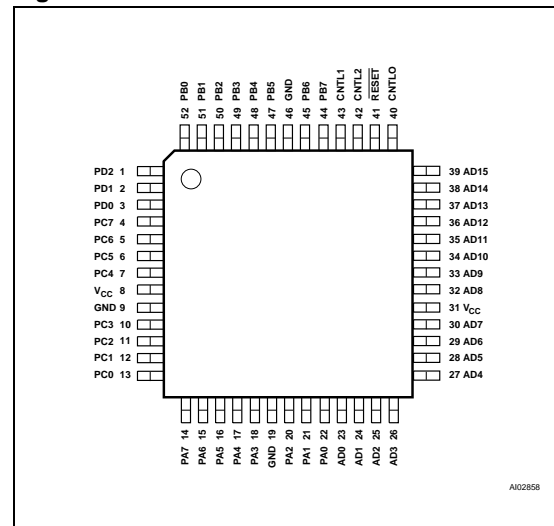 52 PB0
51 PB1
50 PB2
49 PB3
48 PB4
47 PB5
46 GND
45 PB6
44 PB7
43 CNTL1
42 CNTL2
41 RESET
40 CNTL0
PD2 1
PD1 2
PD0 3
PC7 4
PC6 5
PC5 6
PC4 7
VCC 8
GND 9
PC3 10
PC2 11
PC1 12
PC0 13
39 AD15
38 AD14
37 AD13
36 AD12
35 AD11
34 AD10
33 AD9
32 AD8
31 VCC
30 AD7
29 AD6
28 AD5
27 AD4
PA7 14
PA6 15
PA5 16
PA4 17
PA3 18
GND 19
PA2 20
PA1 21
PA0 22
AD0 23
AD1 24
AD2 25
AD3 26
AI02858